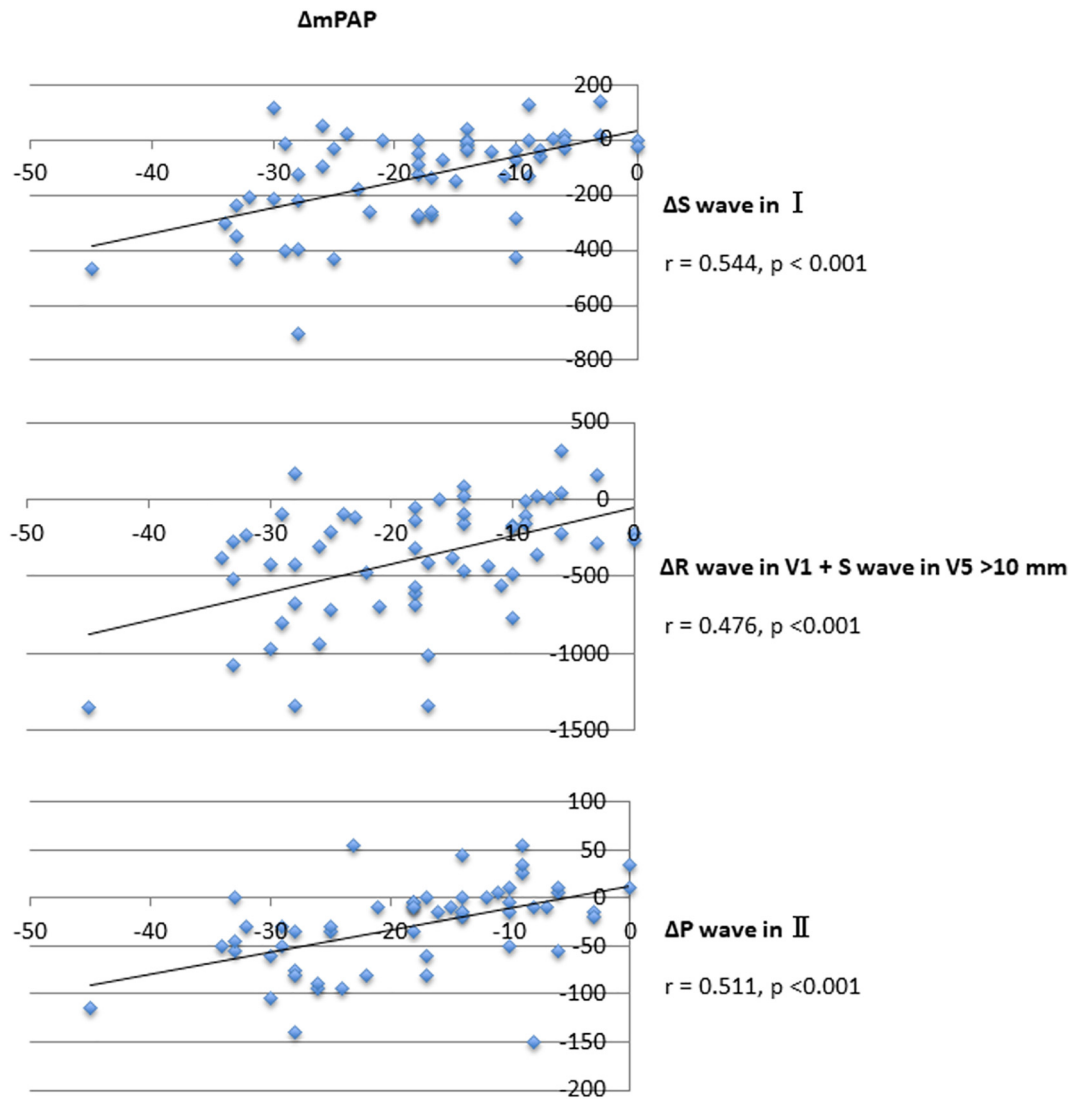 ΔmPAP
200
0
-50 -40 -30 -20 -10 0
-200
ΔS wave in Ⅰ
-400
r = 0.544, p < 0.001
-600
-800
500
0
-50 -40 -30 -20 -10 0
-500
ΔR wave in V1 + S wave in V5 >10 mm
r = 0.476, p <0.001
-1000
-1500
100
50
0
-50 -40 -30 -20 -10 0
ΔP wave in Ⅱ
-50
r = 0.511, p <0.001
-100
-150
-200